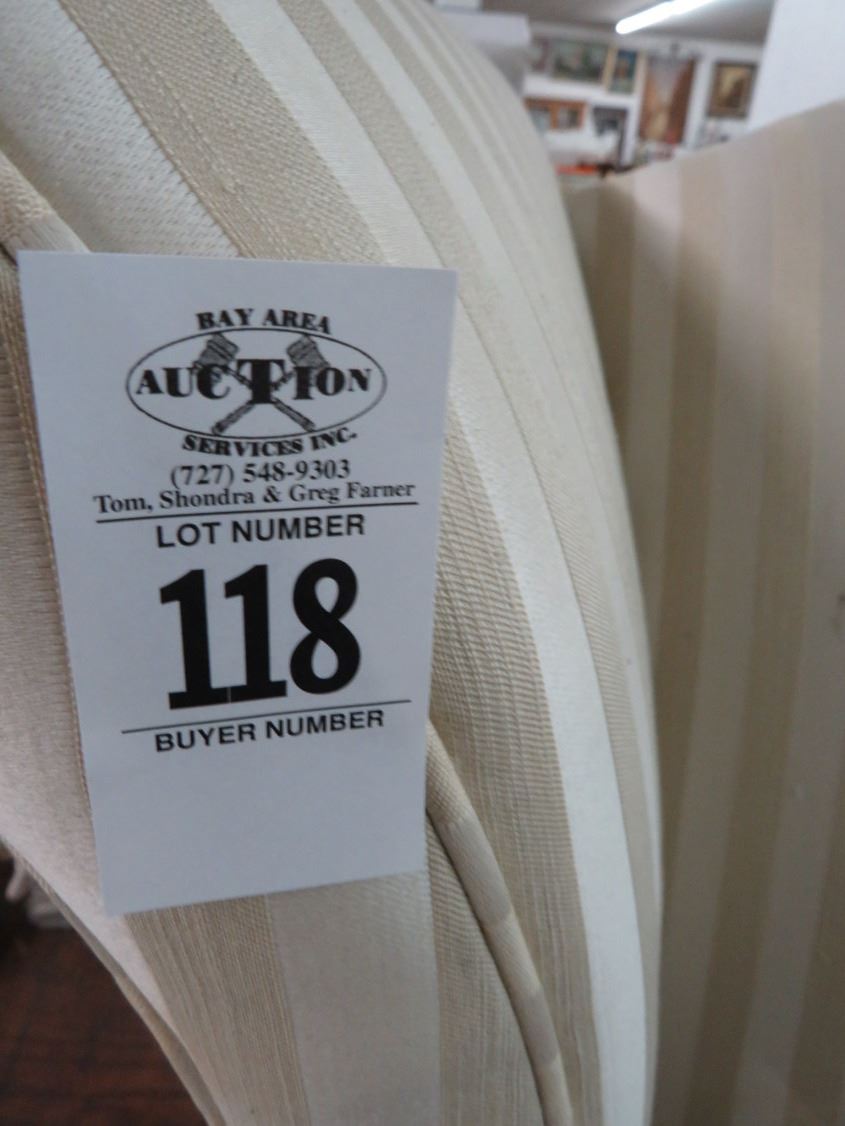 BAY AREA
AUCTION
SERVICES INC.
(727) 548-9303
Tom, Shondra & Greg Farner
LOT NUMBER
118
BUYER NUMBER